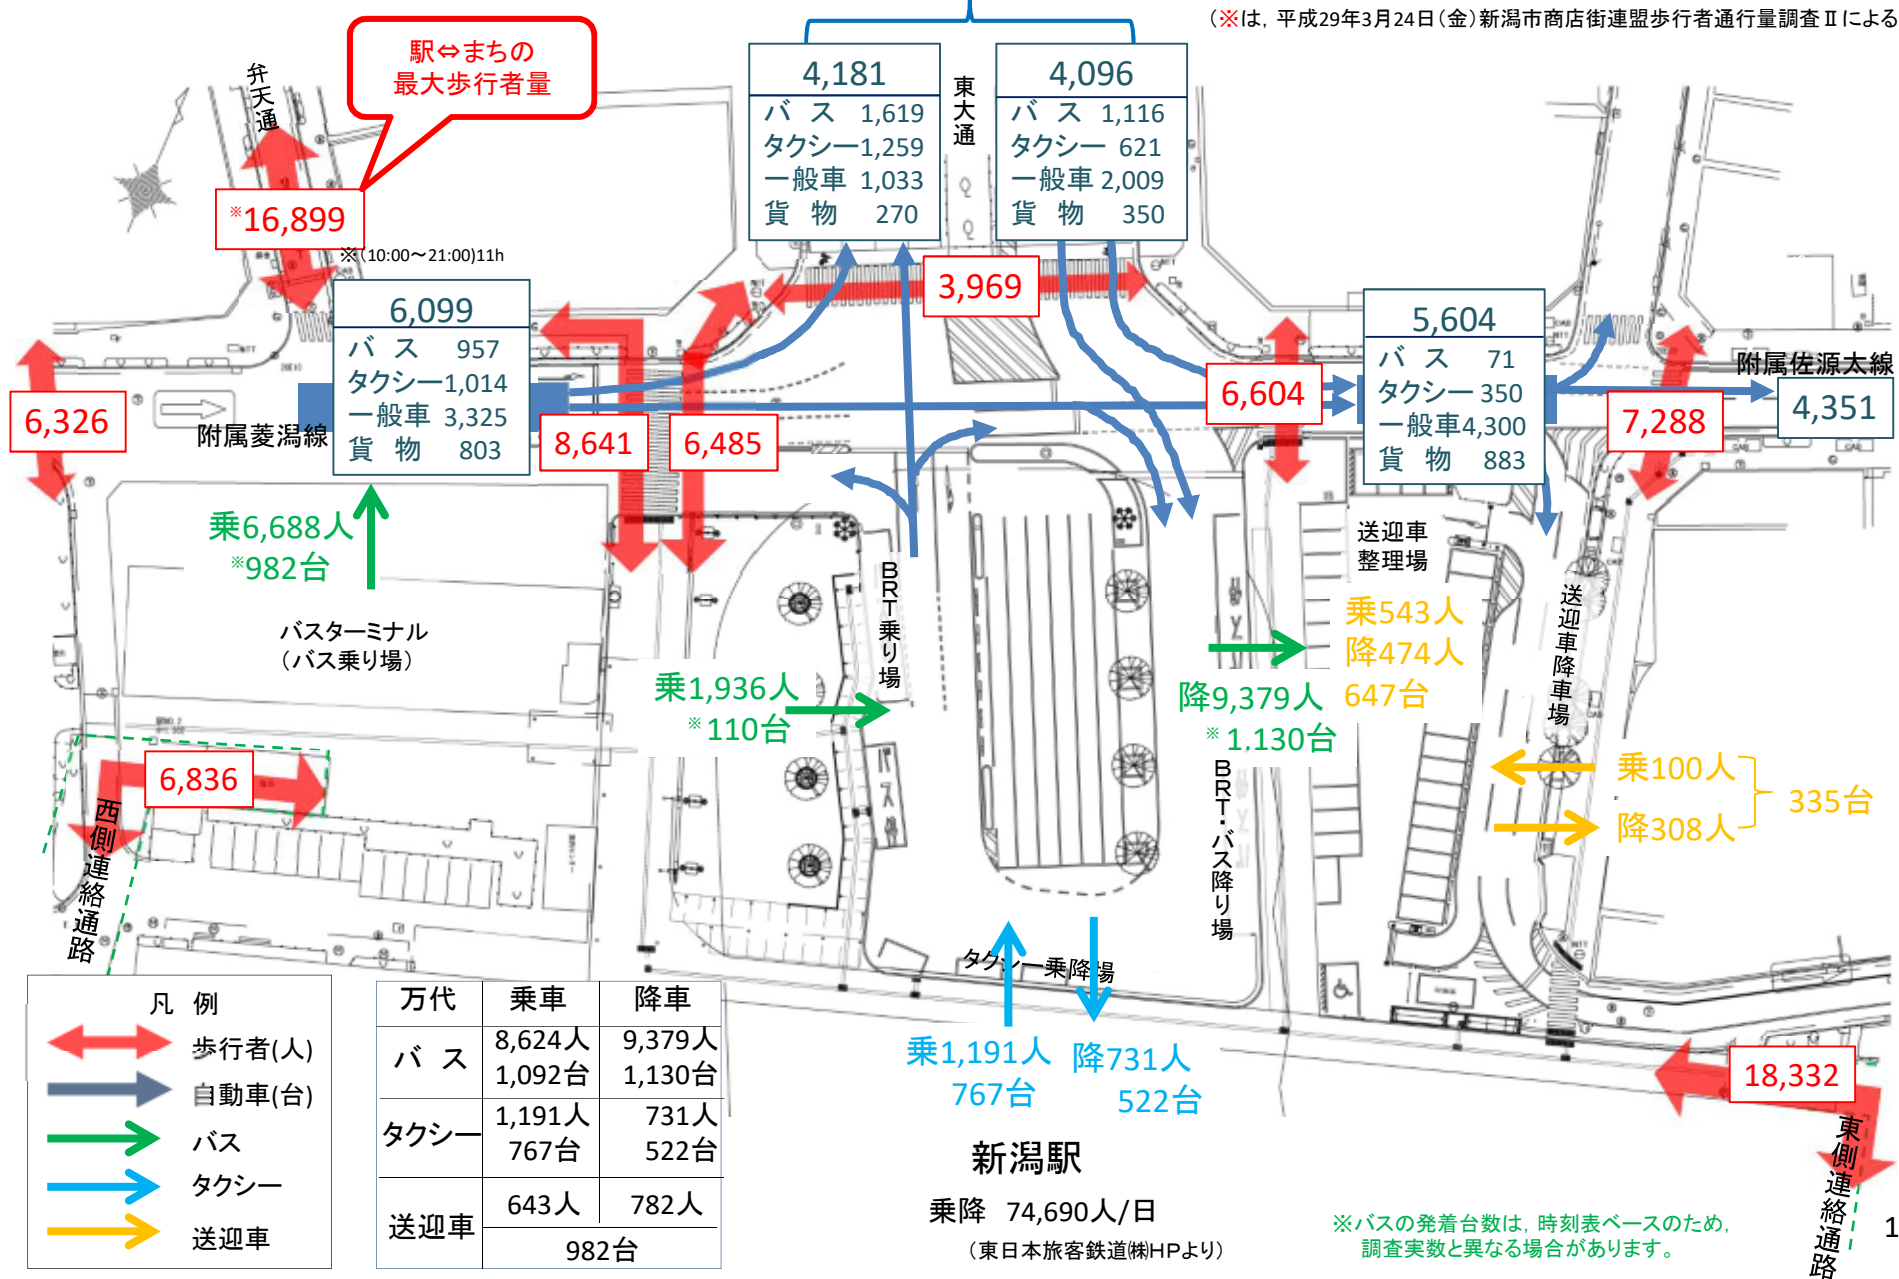 (※は，平成29年3月24日(金)新潟市商店街連盟歩行者通行量調査Ⅱによる
駅⇔まちの
最大歩行者量
弁天通
※16,899
※(10:00～21:00)11h
4,181
バス 1,619
タクシー 1,259
一般車 1,033
貨物 270
東大通
4,096
バス 1,116
タクシー 621
一般車 2,009
貨物 350
3,969
6,099
バス 957
タクシー 1,014
一般車 3,325
貨物 803
附属菱潟線
6,326
8,641
6,485
6,604
5,604
バス 71
タクシー 350
一般車 4,300
貨物 883
7,288
附属佐源太線
4,351
乗6,688人
※982台
バスターミナル
(バス乗り場)
BRT乗り場
乗1,936人
※110台
バス停
降9,379人
※1,130台
BRT・バス降り場
送迎車
整理場
乗543人
降474人
647台
送迎車降車場
乗100人
降308人
335台
6,836
西側連絡通路
タクシー乗降場
乗1,191人
767台
降731人
522台
18,332
東側連絡通路
新潟駅
乗降 74,690人/日
(東日本旅客鉄道㈱HPより)
凡例
歩行者(人)
自動車(台)
バス
タクシー
送迎車
万代 乗車 降車
バス 8,624人 9,379人
1,092台 1,130台
タクシー 1,191人 731人
767台 522台
送迎車 643人 782人
982台
※バスの発着台数は，時刻表ベースのため，
調査実数と異なる場合があります。
1